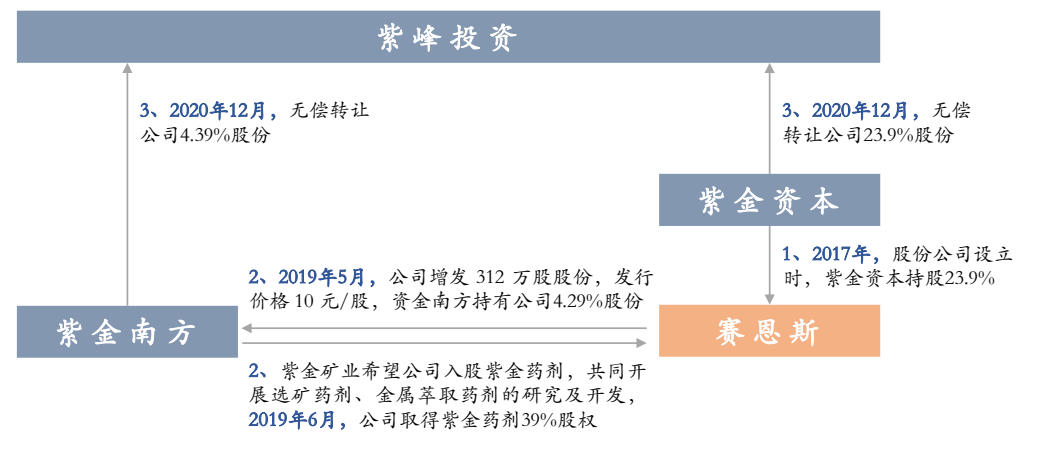 紫峰投资
3、2020年12月，无偿转让
公司4.39%股份
3、2020年12月，无偿
转让公司23.9%股份
紫金资本
1、2017年，股份公司设立
时，紫金资本持股23.9%
2、2019年5月，公司增发 312 万股股份，发行
价格 10 元/股，资金南方持有公司4.29%股份
紫金南方
赛恩斯
2、紫金矿业希望公司入股紫金药剂，共同开
展选矿药剂、金属萃取药剂的研究及开发，
2019年6月，公司取得紫金药剂39%股权